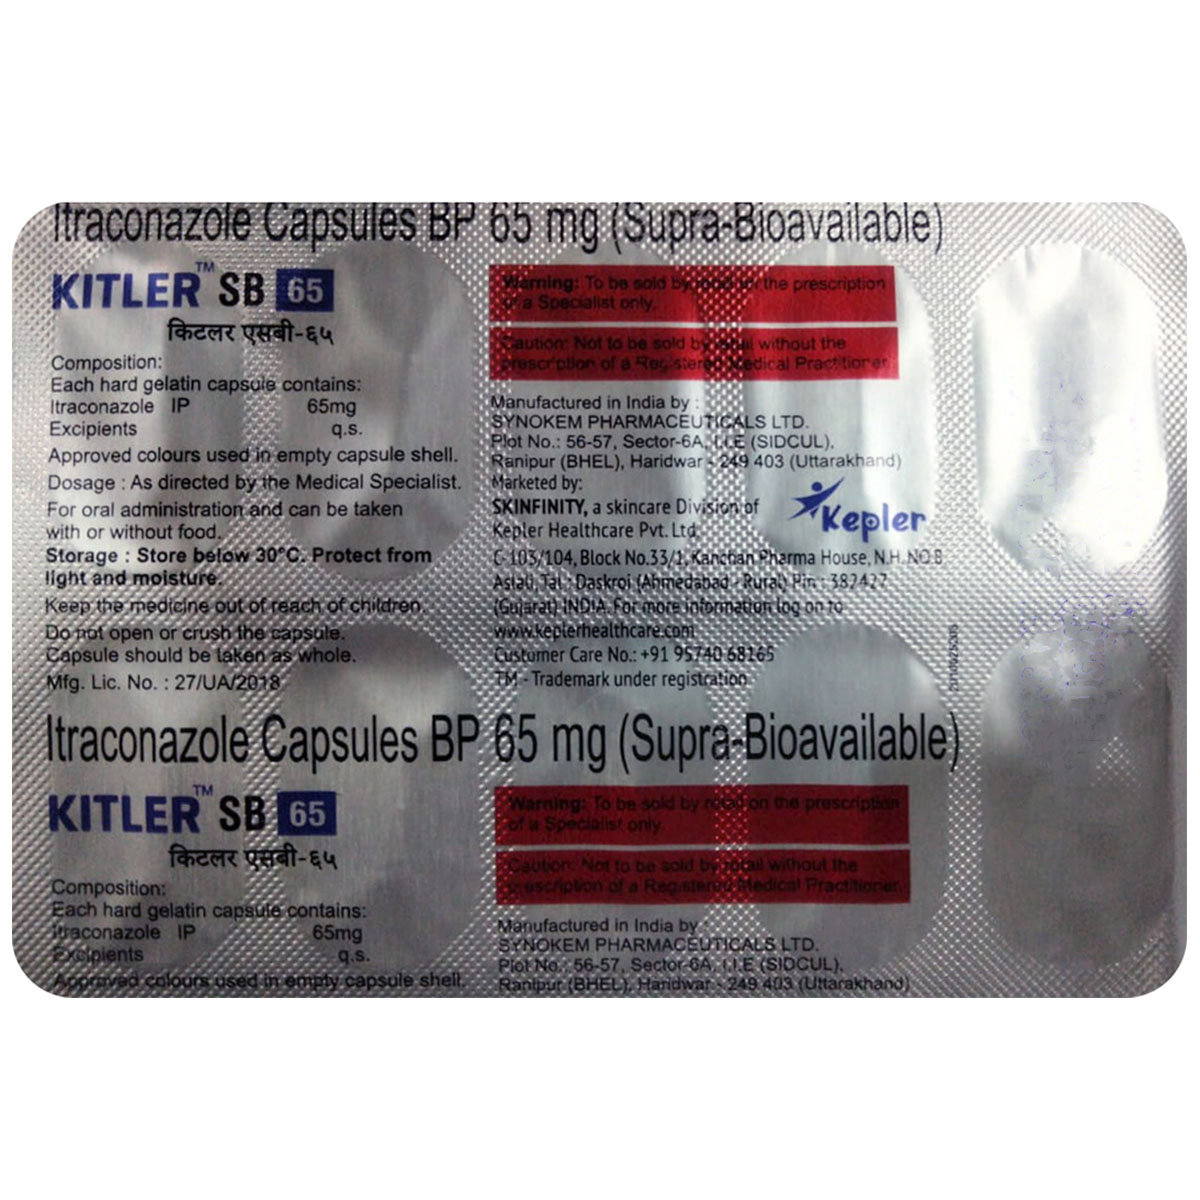 Itraconazole Capsules BP 65 mg (Supra-Bioavailable)
KITLER™ SB 65
किटलर एसबी-६५
Composition:
Each hard gelatin capsule contains:
Itraconazole IP 65mg
Excipients q.s.
Approved colours used in empty capsule shell.
Dosage : As directed by the Medical Specialist.
For oral administration and can be taken
with or without food.
Storage : Store below 30°C. Protect from
light and moisture.
Keep the medicine out of reach of children.
Do not open or crush the capsule.
Capsule should be taken as whole.
Mfg. Lic. No. : 27/UA/2018
Warning: To be sold by retail on the prescription
of a Specialist only.
Caution: Not to be sold by retail without the
prescription of a Registered Medical Practitioner.
Manufactured in India by :
SYNOKEM PHARMACEUTICALS LTD.
Plot No.: 56-57, Sector-6A, I.I.E (SIDCUL),
Ranipur (BHEL), Haridwar - 249 403 (Uttarakhand)
Marketed by:
SKINFINITY, a skincare Division of
Kepler Healthcare Pvt. Ltd.
Kepler
C-103/104, Block No.33/1, Kanchan Pharma House, N.H. NO.8
Aslali, Tal : Daskroi (Ahmedabad - Rural) Pin : 382427
(Gujarat) INDIA. For more information log on to
www.keplerhealthcare.com
Customer Care No.: +91 95740 68165
TM - Trademark under registration
Itraconazole Capsules BP 65 mg (Supra-Bioavailable)
KITLER™ SB 65
किटलर एसबी-६५
Composition:
Each hard gelatin capsule contains:
Itraconazole IP 65mg
Excipients q.s.
Approved colours used in empty capsule shell.
Warning: To be sold by retail on the prescription
of a Specialist only.
Caution: Not to be sold by retail without the
prescription of a Registered Medical Practitioner.
Manufactured in India by :
SYNOKEM PHARMACEUTICALS LTD.
Plot No.: 56-57, Sector-6A, I.I.E (SIDCUL),
Ranipur (BHEL), Haridwar - 249 403 (Uttarakhand)